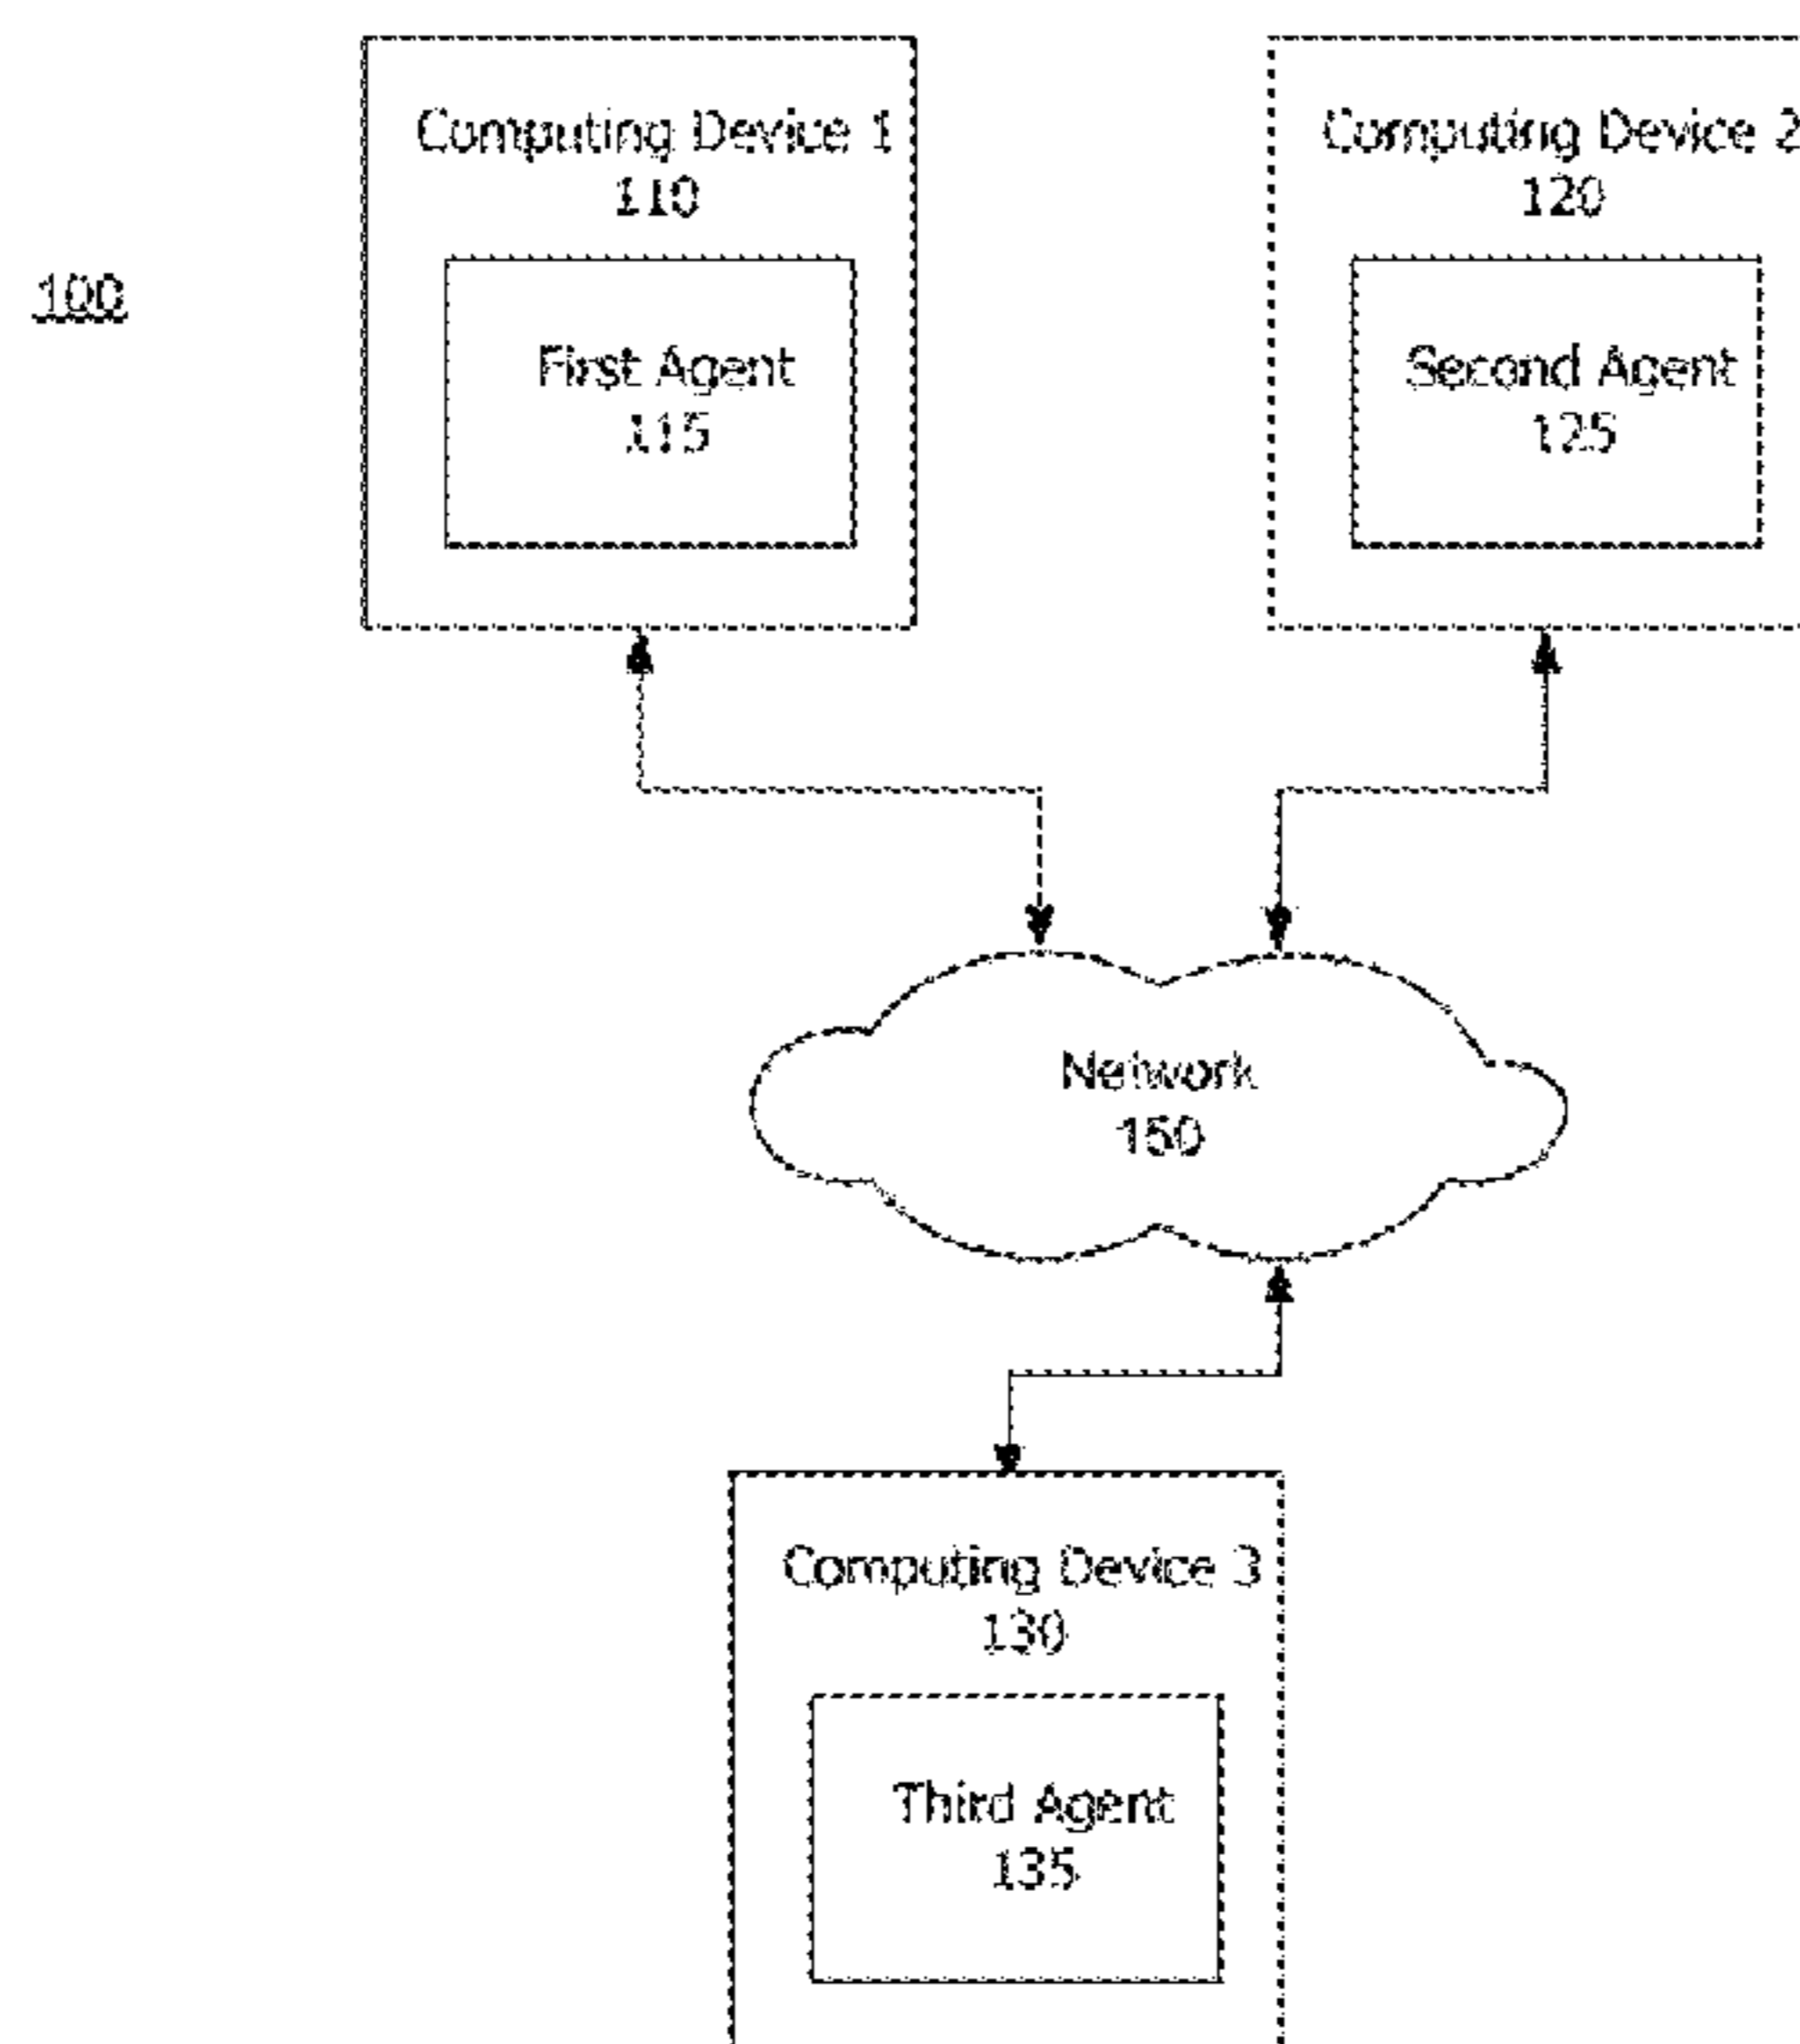 Computing Device 1
110
Computing Device 2
120
100
First Agent
115
Second Agent
125
Network
150
Computing Device 3
130
Third Agent
135